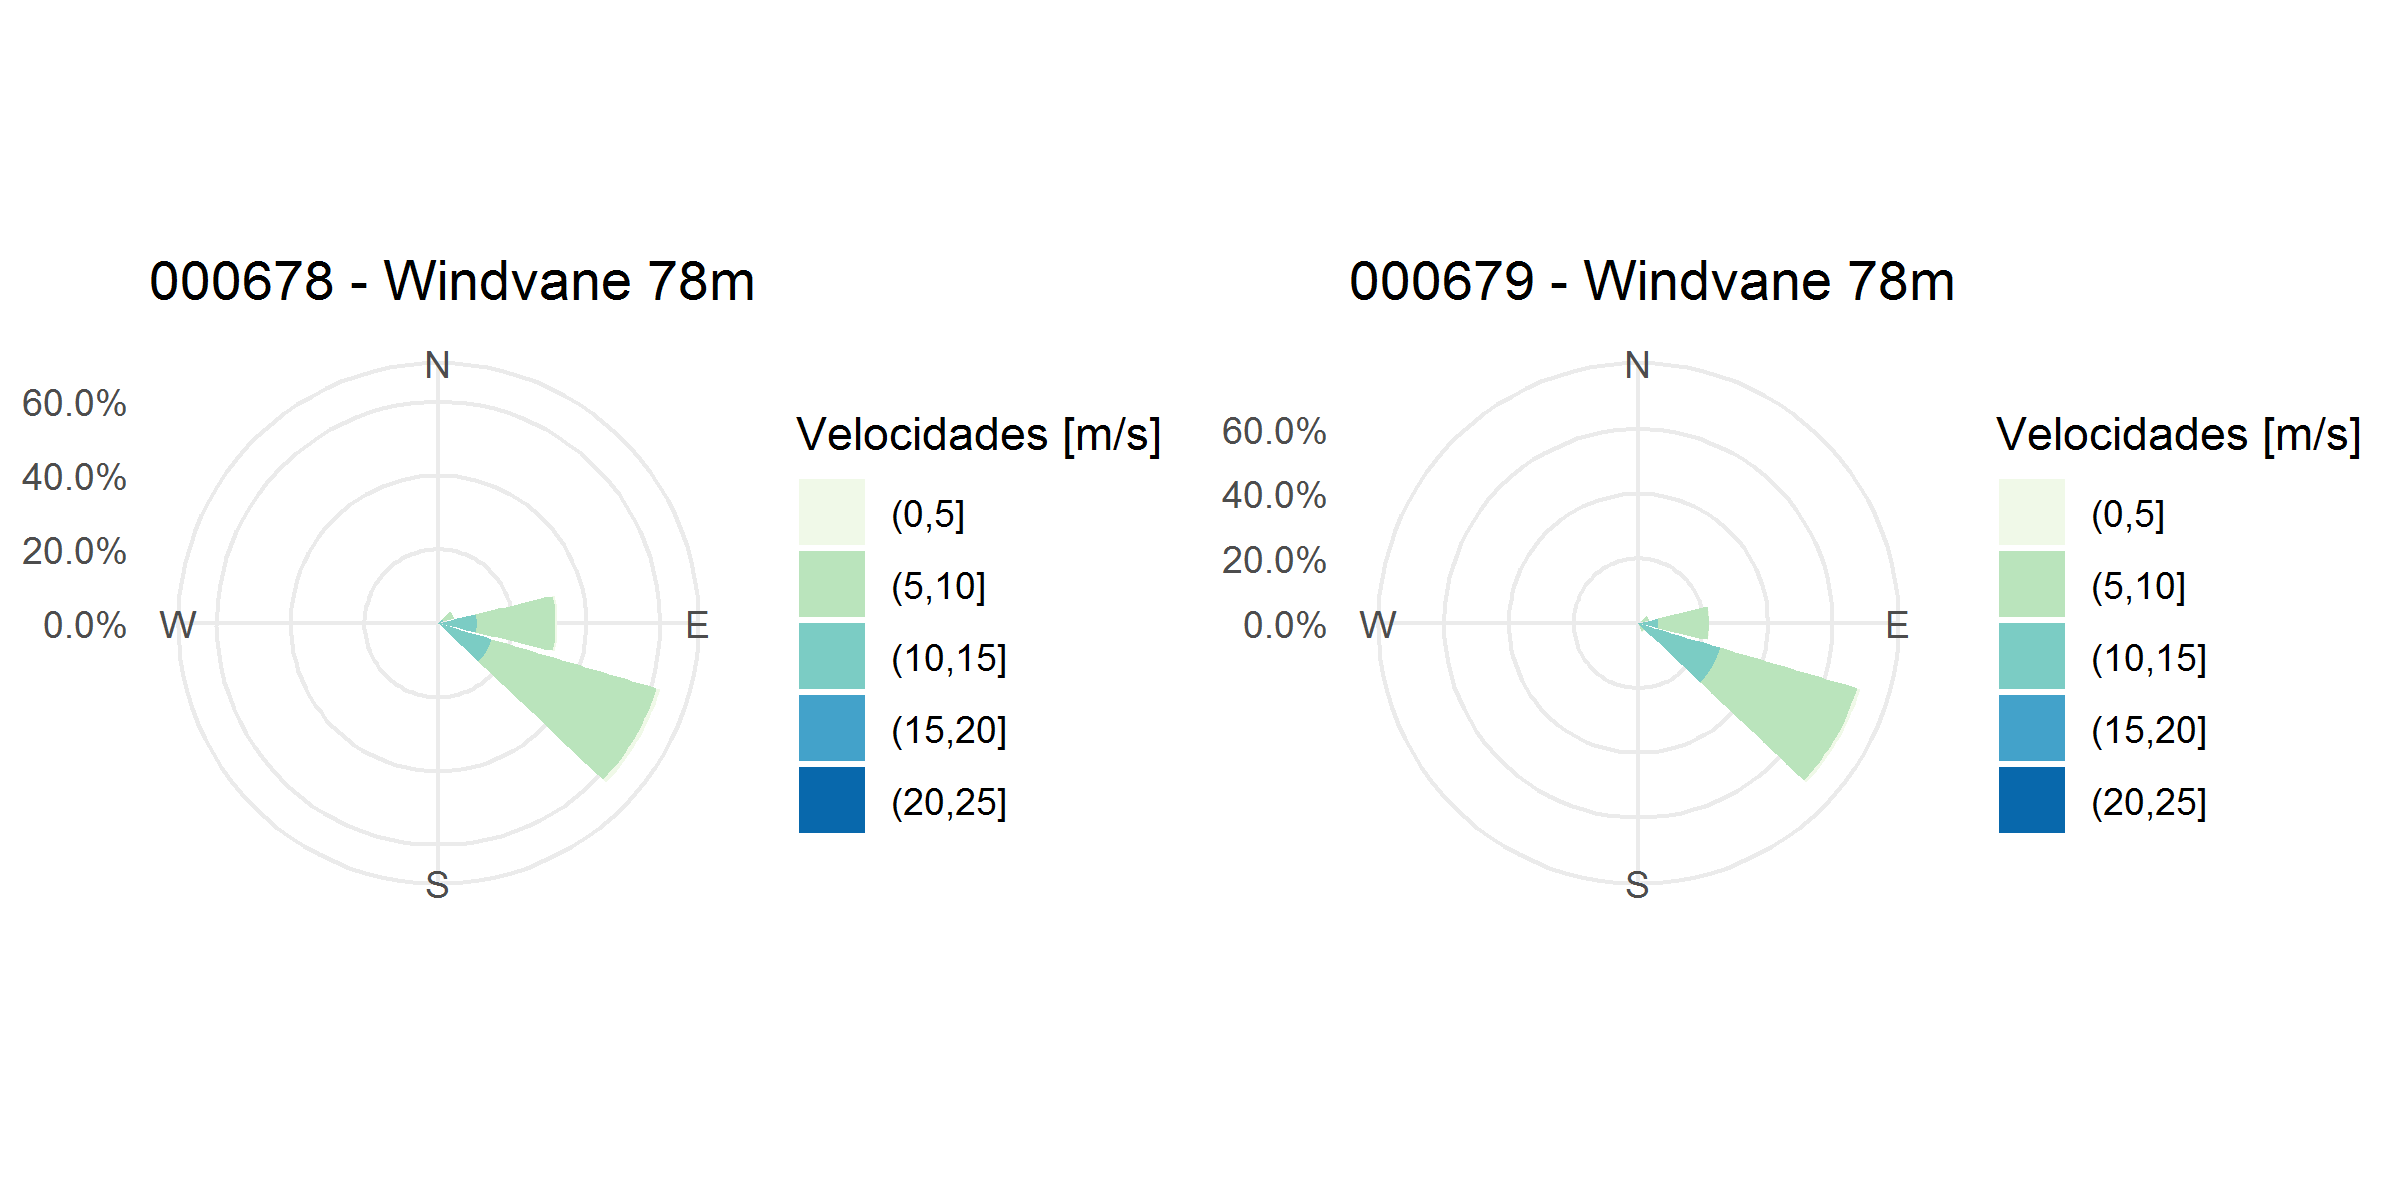 000678 - Windvane 78m
N
60.0%
40.0%
20.0%
0.0%
W
E
S
Velocidades [m/s]
(0,5]
(5,10]
(10,15]
(15,20]
(20,25]
000679 - Windvane 78m
N
60.0%
40.0%
20.0%
0.0%
W
E
S
Velocidades [m/s]
(0,5]
(5,10]
(10,15]
(15,20]
(20,25]